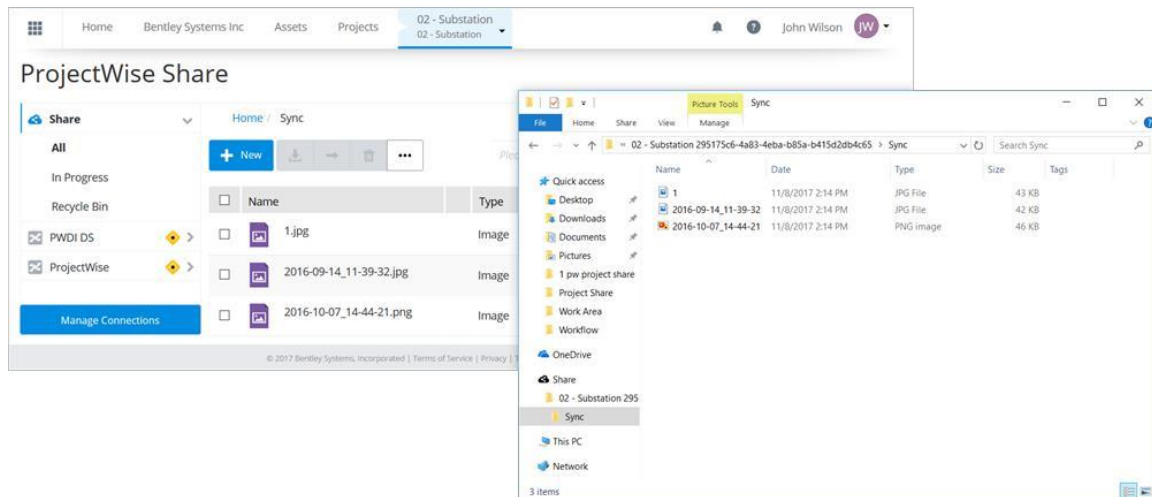 Home Bentley Systems Inc Assets Projects 02 - Substation John Wilson JW
02 - Substation
ProjectWise Share
Share
All
In Progress
Recycle Bin
PWDI DS
ProjectWise
Manage Connections
Home / Sync
New
Name Type
1.jpg Image
2016-09-14_11-39-32.jpg Image
2016-10-07_14-44-21.png Image
© 2017 Bentley Systems, Incorporated | Terms of Service | Privacy |
Picture Tools Sync
File Home Share View Manage
« 02 - Substation 295175c6-4a83-4eba-b85a-b415d2db4c65 > Sync Search Sync
Name Date Type Size Tags
1 11/8/2017 2:14 PM JPG File 43 KB
2016-09-14_11-39-32 11/8/2017 2:14 PM JPG File 42 KB
2016-10-07_14-44-21 11/8/2017 2:14 PM PNG image 46 KB
Quick access
Desktop
Downloads
Documents
Pictures
1 pw project share
Project Share
Work Area
Workflow
OneDrive
Share
02 - Substation 295
Sync
This PC
Network
3 items